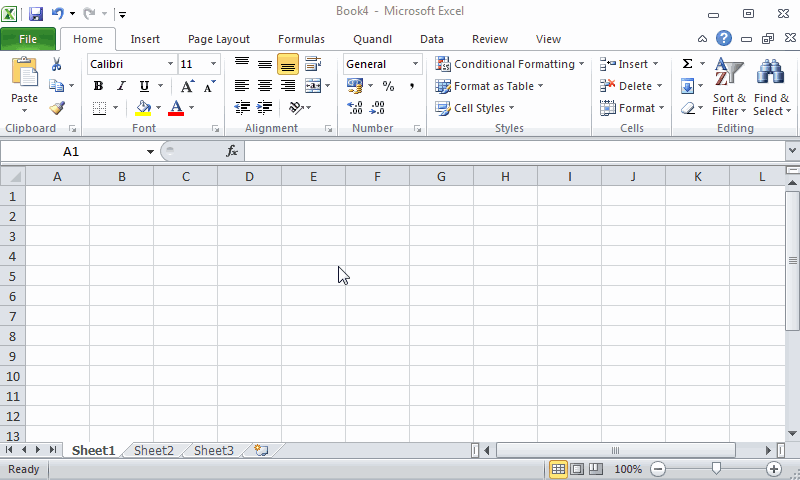 Book4 - Microsoft Excel
File Home Insert Page Layout Formulas Quandl Data Review View
Calibri 11 General Conditional Formatting Insert Σ
Paste B I U A A % , Format as Table Delete Sort & Filter Find & Select
A .00 .0 Cell Styles Format
Clipboard Font Alignment Number Styles Cells Editing
A1 fx
A B C D E F G H I J K L
1
2
3
4
5
6
7
8
9
10
11
12
13
Sheet1 Sheet2 Sheet3
Ready 100%